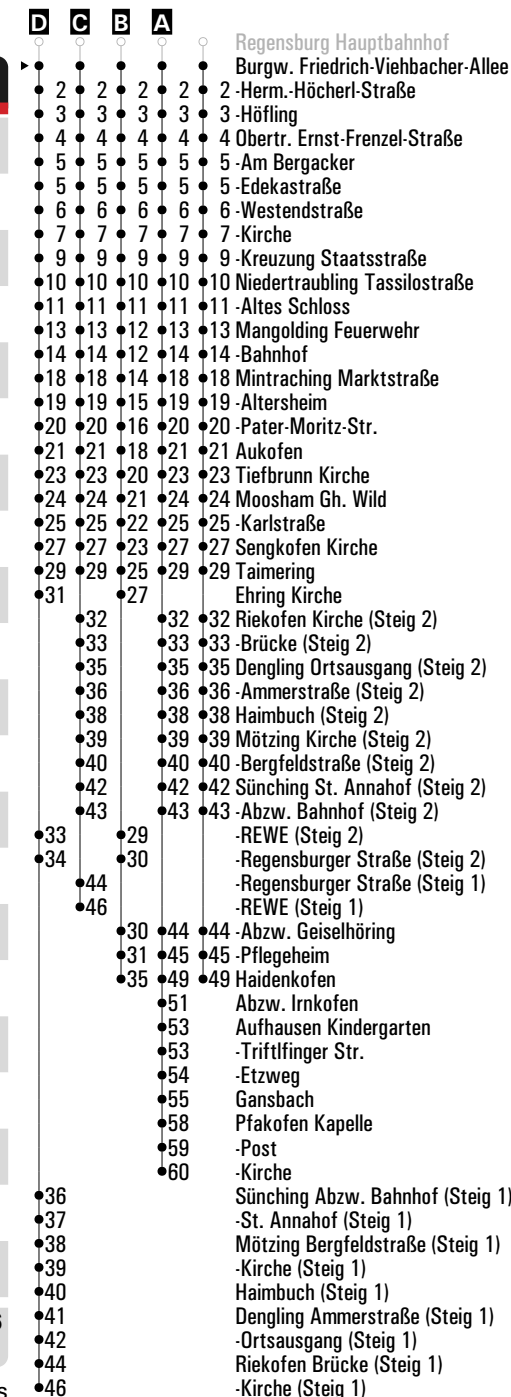 D C B A
Regensburg Hauptbahnhof
Burgw. Friedrich-Viehbacher-Allee
2 2 2 2 2 -Herm.-Höcherl-Straße
3 3 3 3 3 -Höfling
4 4 4 4 4 Obertr. Ernst-Frenzel-Straße
5 5 5 5 5 -Am Bergacker
5 5 5 5 5 -Edekastraße
6 6 6 6 6 -Westendstraße
7 7 7 7 7 -Kirche
9 9 9 9 9 -Kreuzung Staatsstraße
10 10 10 10 10 Niedertraubling Tassilostraße
11 11 11 11 11 -Altes Schloss
13 13 12 13 13 Mangolding Feuerwehr
14 14 12 14 14 -Bahnhof
18 18 14 18 18 Mintraching Marktstraße
19 19 15 19 19 -Altersheim
20 20 16 20 20 -Pater-Moritz-Str.
21 21 18 21 21 Aukofen
23 23 20 23 23 Tiefbrunn Kirche
24 24 21 24 24 Moosham Gh. Wild
25 25 22 25 25 -Karlstraße
27 27 23 27 27 Sengkofen Kirche
29 29 25 29 29 Taimering
31 27 Ehring Kirche
32 32 32 Riekofen Kirche (Steig 2)
33 33 33 -Brücke (Steig 2)
35 35 35 Dengling Ortsausgang (Steig 2)
36 36 36 -Ammerstraße (Steig 2)
38 38 38 Haimbuch (Steig 2)
39 39 39 Mötzing Kirche (Steig 2)
40 40 40 -Bergfeldstraße (Steig 2)
42 42 42 Sünching St. Annahof (Steig 2)
43 43 43 -Abzw. Bahnhof (Steig 2)
33 29 -REWE (Steig 2)
34 30 -Regensburger Straße (Steig 2)
44 -Regensburger Straße (Steig 1)
46 -REWE (Steig 1)
30 44 44 -Abzw. Geiselhöring
31 45 45 -Pflegeheim
35 49 49 Haidenkofen
51 Abzw. Irnkofen
53 Aufhausen Kindergarten
53 -Triftlfinger Str.
54 -Etzweg
55 Gansbach
58 Pfakofen Kapelle
59 -Post
60 -Kirche
36 Sünching Abzw. Bahnhof (Steig 1)
37 -St. Annahof (Steig 1)
38 Mötzing Bergfeldstraße (Steig 1)
39 -Kirche (Steig 1)
40 Haimbuch (Steig 1)
41 Dengling Ammerstraße (Steig 1)
42 -Ortsausgang (Steig 1)
44 Riekofen Brücke (Steig 1)
46 -Kirche (Steig 1)